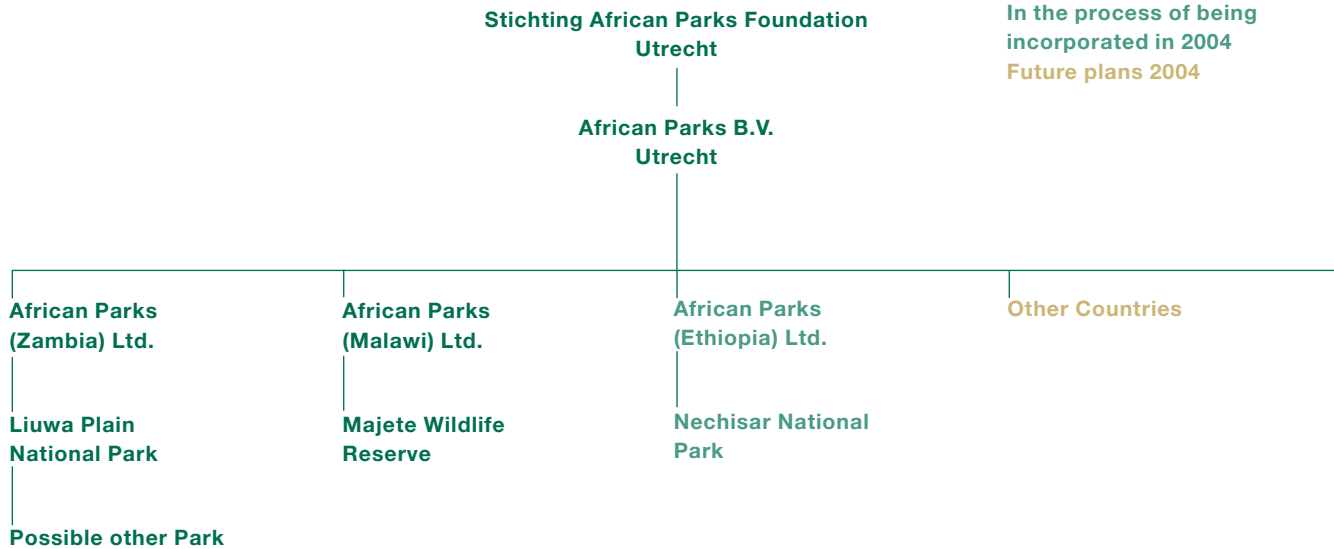 Stichting African Parks Foundation
Utrecht
In the process of being
incorporated in 2004
Future plans 2004
African Parks B.V.
Utrecht
African Parks
(Zambia) Ltd.
African Parks
(Malawi) Ltd.
African Parks
(Ethiopia) Ltd.
Other Countries
Liuwa Plain
National Park
Majete Wildlife
Reserve
Nechisar National
Park
Possible other Park